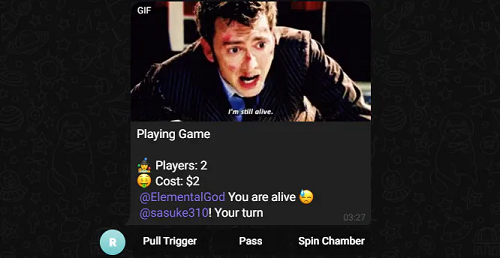 GIF
I'm still alive.
Playing Game
🤹 Players: 2
🤑 Cost: $2
@ElementalGod You are alive 😓
@sasuke310! Your turn
03:27
R
Pull Trigger Pass Spin Chamber